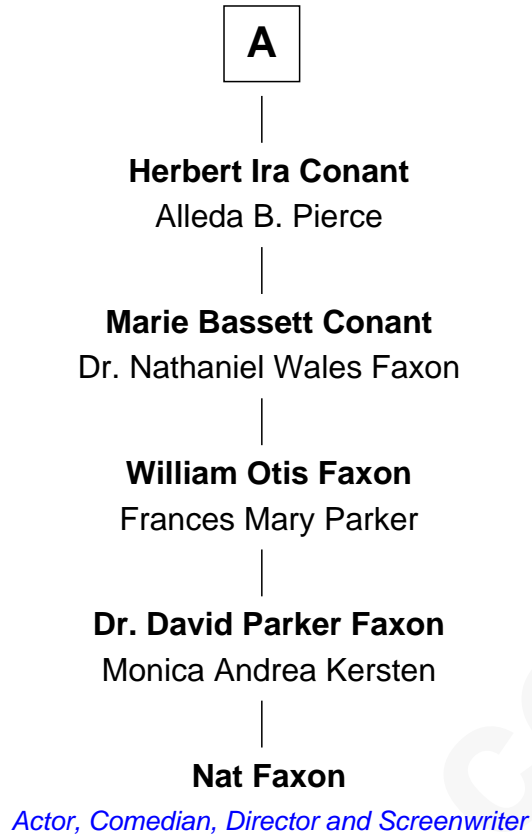 A
Herbert Ira Conant
Alleda B. Pierce
Marie Bassett Conant
Dr. Nathaniel Wales Faxon
William Otis Faxon
Frances Mary Parker
Dr. David Parker Faxon
Monica Andrea Kersten
Nat Faxon
Actor, Comedian, Director and Screenwriter